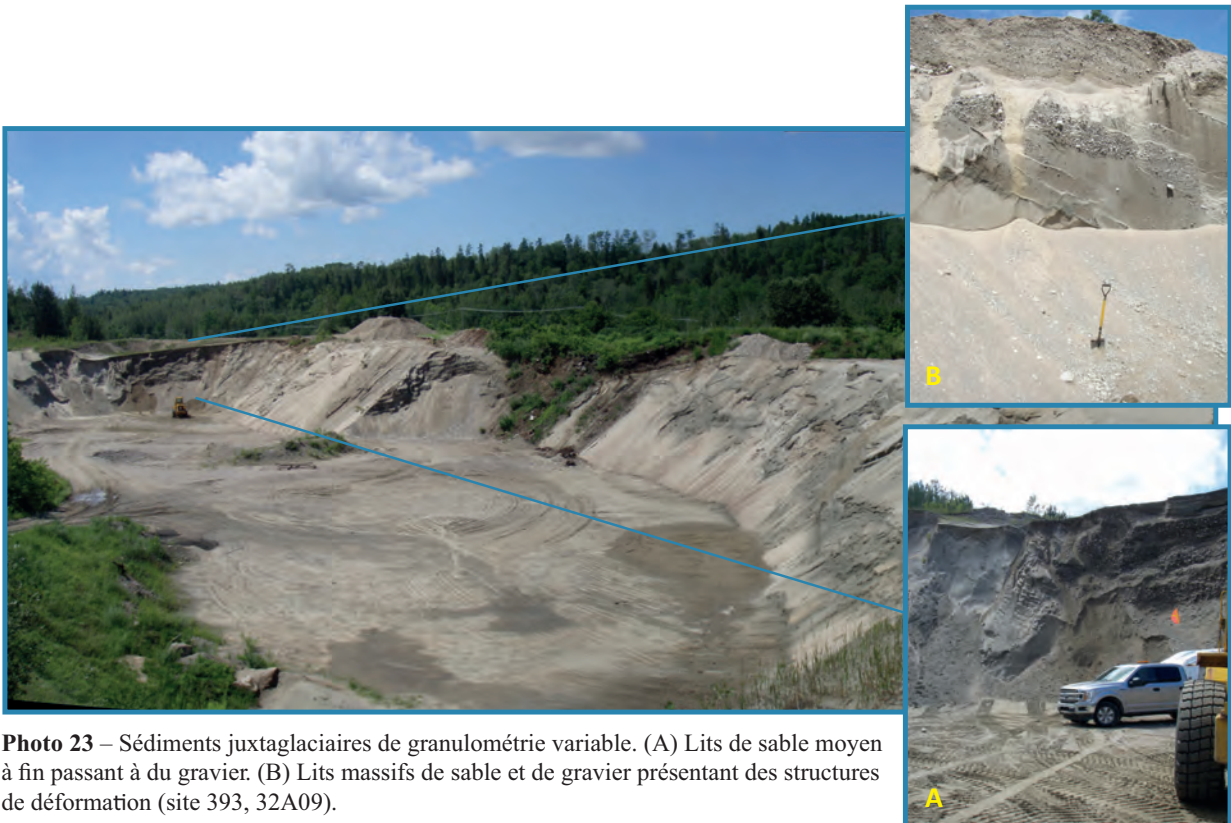 B
A
Photo 23 – Sédiments juxtaglaciaires de granulométrie variable. (A) Lits de sable moyen
à fin passant à du gravier. (B) Lits massifs de sable et de gravier présentant des structures
de déformation (site 393, 32A09).